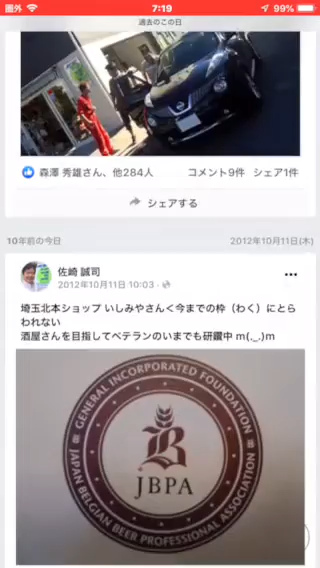 圏外 7:19 99%
過去のこの日
森澤 秀雄さん、他284人 コメント9件 シェア1件
シェアする
10年前の今日 2012年10月11日(木)
佐崎 誠司
2012年10月11日 10:03
埼玉北本ショップ いしみやさん<今までの枠（わく）にとら
われない
酒屋さんを目指してベテランのいまでも研鑽中 m(._.)m
GENERAL INCORPORATED FOUNDATION
B
JBPA
JAPAN BELGIAN BEER PROFESSIONAL ASSOCIATION